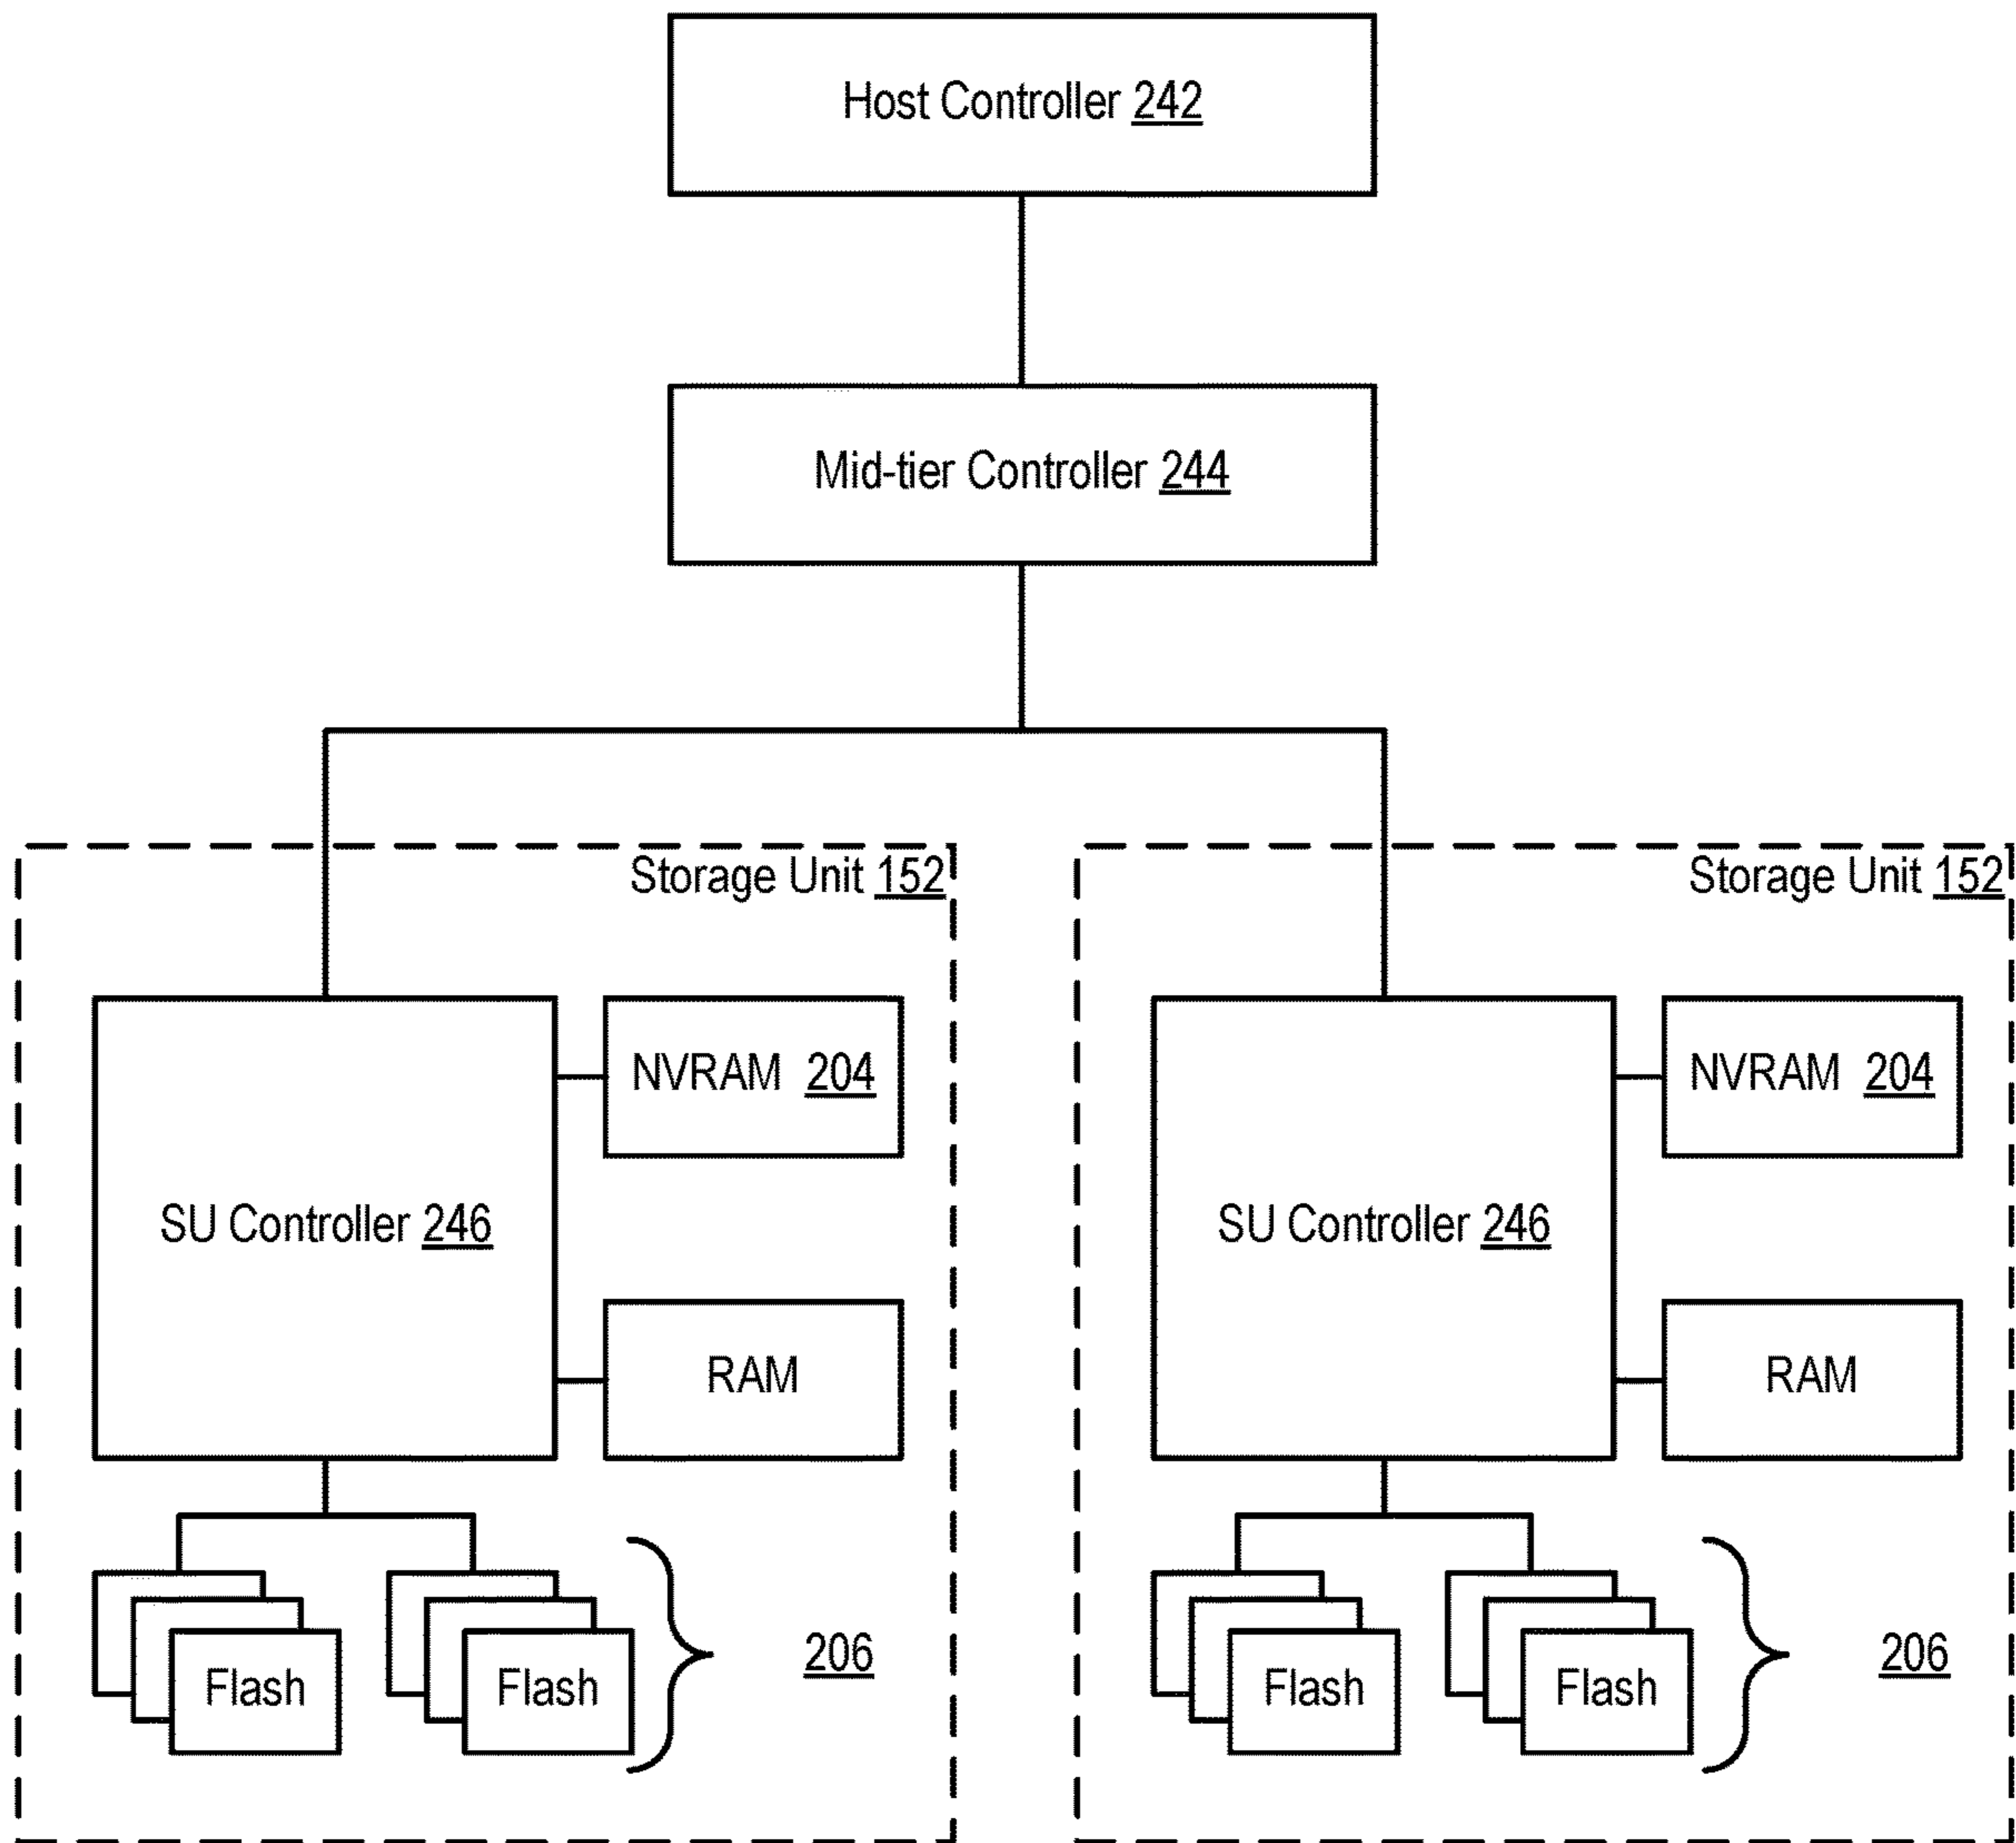 Host Controller 242
Mid-tier Controller 244
Storage Unit 152
NVRAM 204
SU Controller 246
RAM
Flash
Flash
206
Storage Unit 152
NVRAM 204
SU Controller 246
RAM
Flash
Flash
206